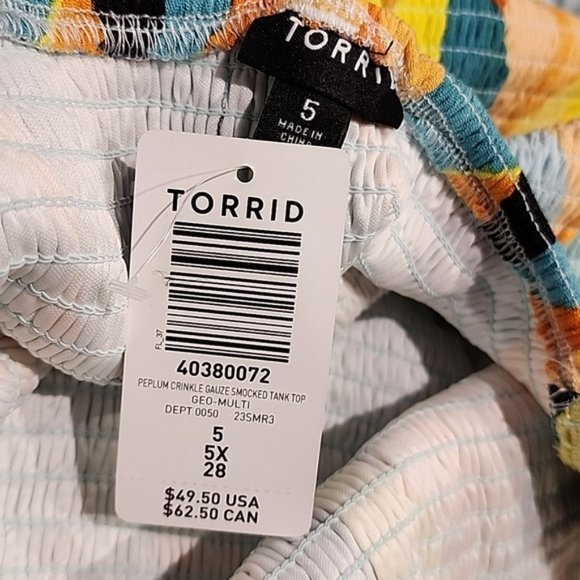 TORRID
5
MADE IN
CHINA
TORRID
FL_37
40380072
PEPLUM CRINKLE GAUZE SMOCKED TANK TOP
GEO-MULTI
DEPT 0050 23SMR3
5
5X
28
$49.50 USA
$62.50 CAN